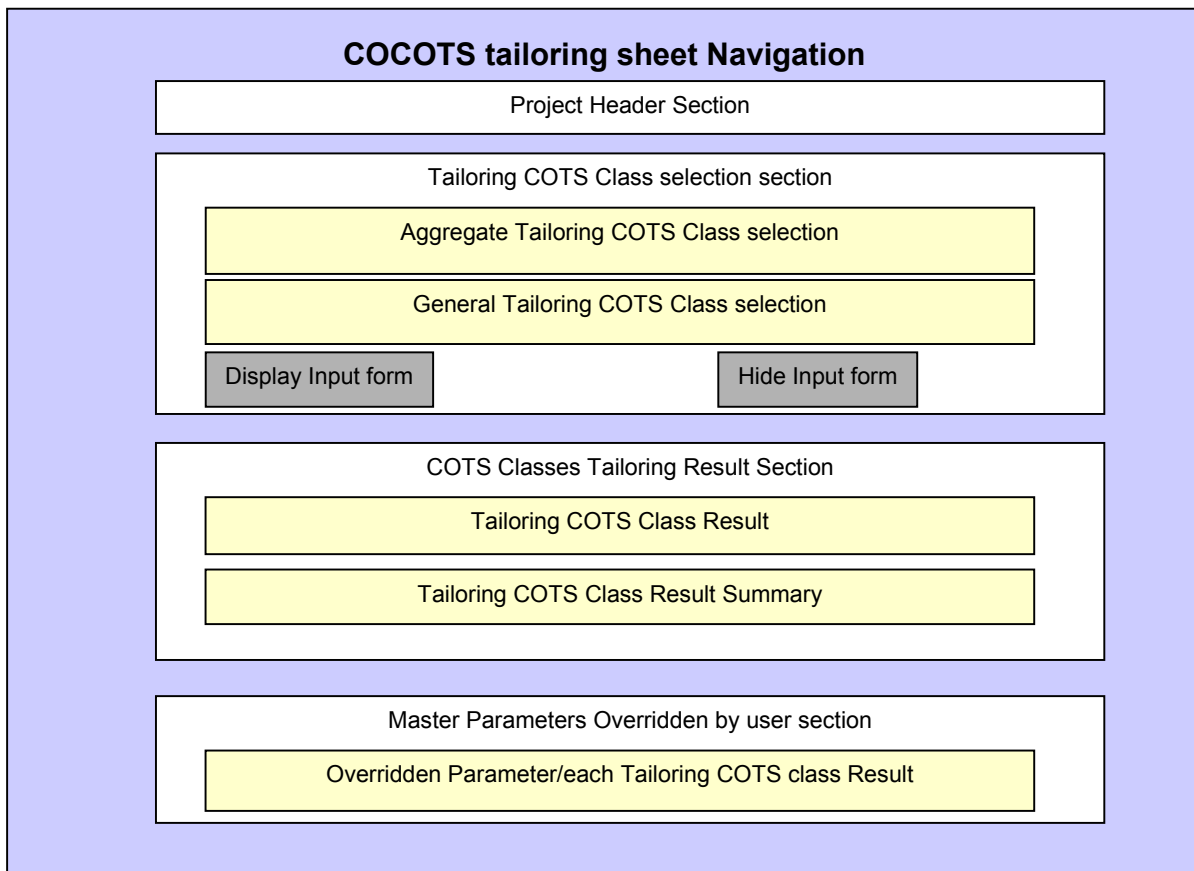 COCOTS tailoring sheet Navigation
Project Header Section
Tailoring COTS Class selection section
Aggregate Tailoring COTS Class selection
General Tailoring COTS Class selection
Display Input form
Hide Input form
COTS Classes Tailoring Result Section
Tailoring COTS Class Result
Tailoring COTS Class Result Summary
Master Parameters Overridden by user section
Overridden Parameter/each Tailoring COTS class Result